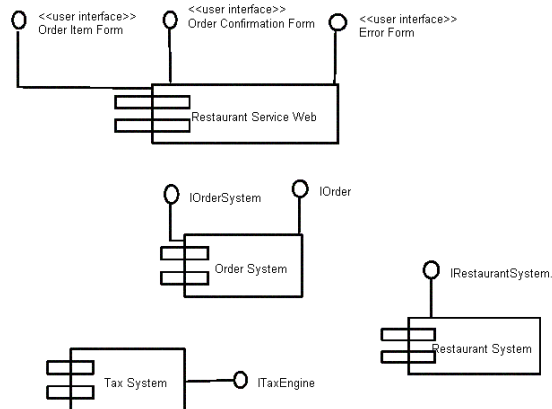 <<user interface>>
Order Item Form
<<user interface>>
Order Confirmation Form
<<user interface>>
Error Form
Restaurant Service Web
IOrderSystem
IOrder
Order System
IRestaurantSystem.
Restaurant System
Tax System
ITaxEngine